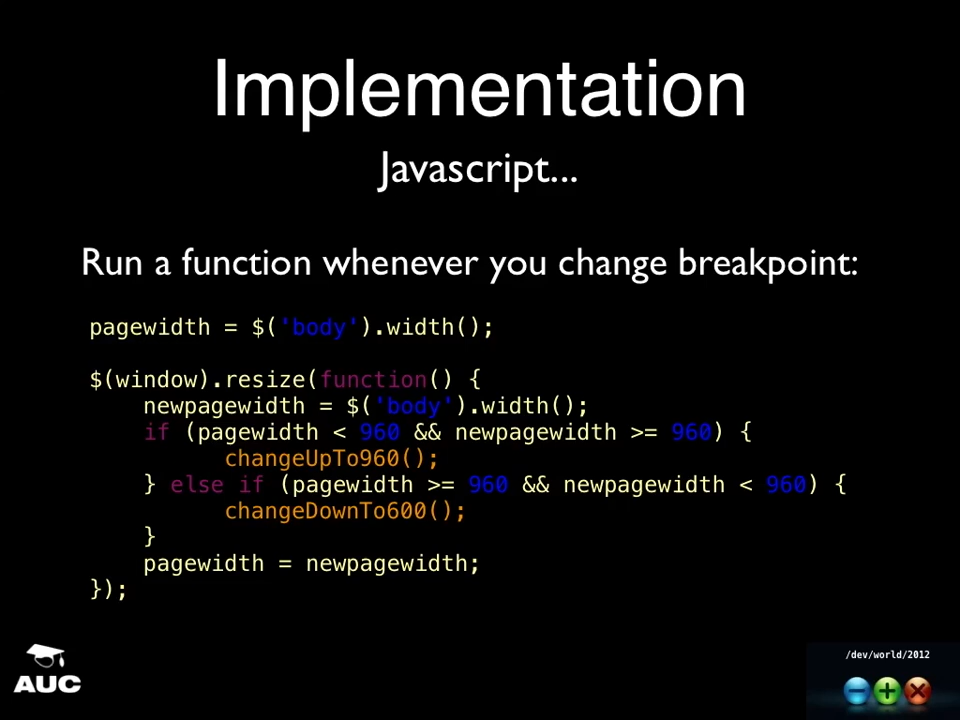 Implementation
Javascript...
Run a function whenever you change breakpoint:
pagewidth = $('body').width();
$(window).resize(function() {
    newpagewidth = $('body').width();
    if (pagewidth < 960 && newpagewidth >= 960) {
          changeUpTo960();
    } else if (pagewidth >= 960 && newpagewidth < 960) {
          changeDownTo600();
    }
    pagewidth = newpagewidth;
});
AUC
/dev/world/2012